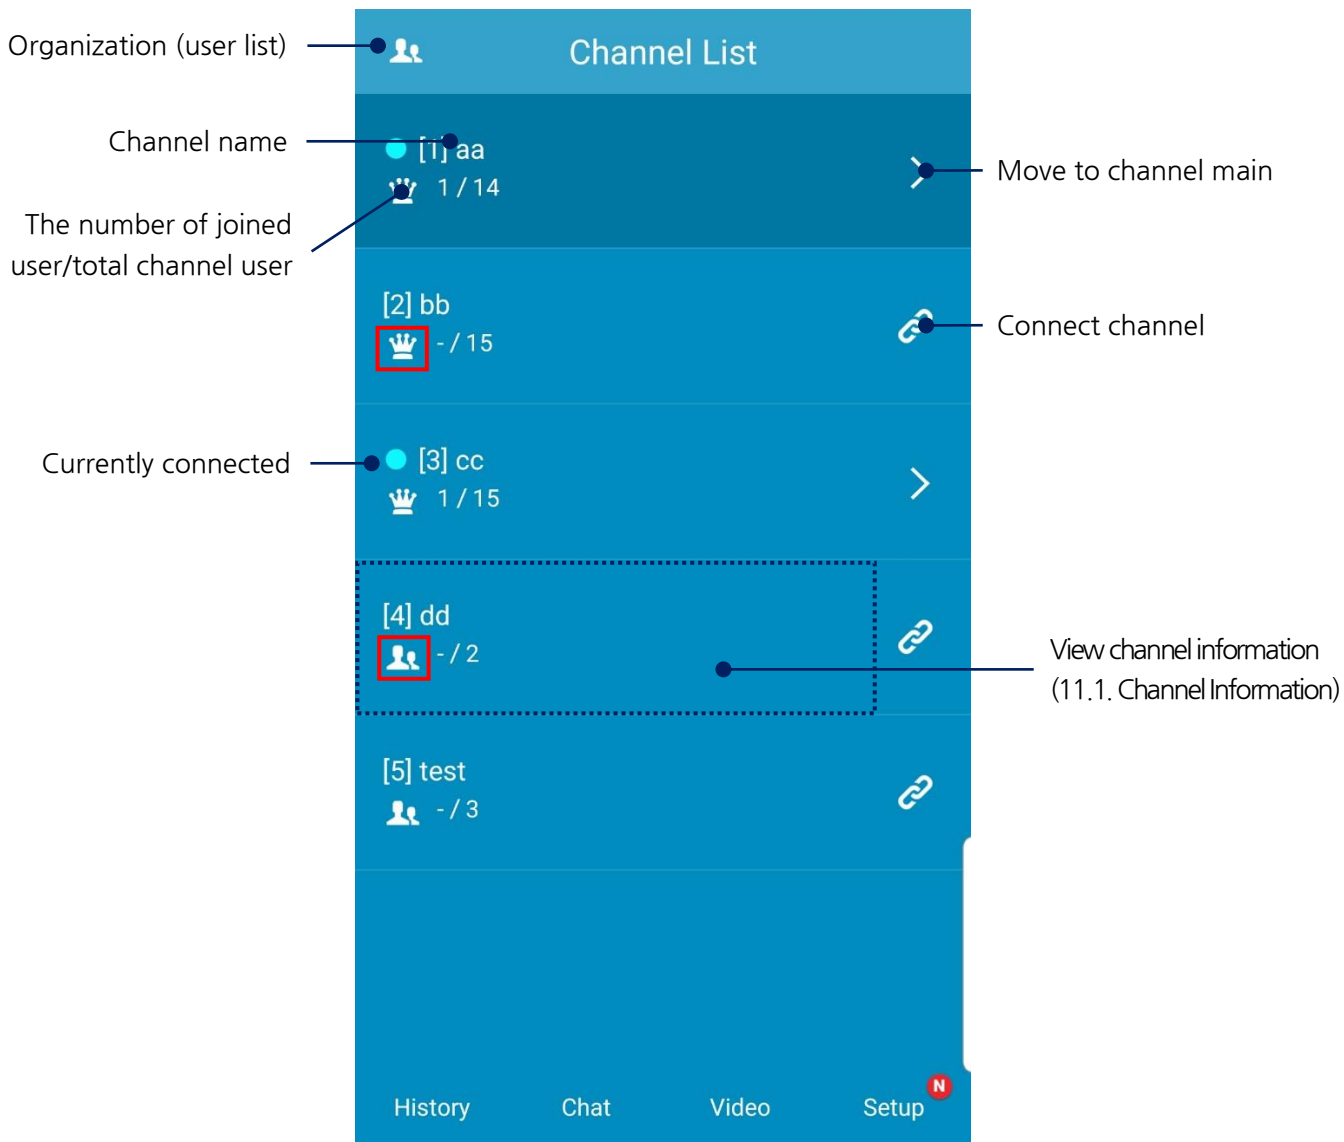 Organization (user list)
Channel List
Channel name
[1] aa
1 / 14
Move to channel main
The number of joined
user/total channel user
[2] bb
- / 15
Connect channel
Currently connected
[3] cc
1 / 15
[4] dd
- / 2
View channel information
(11.1. Channel Information)
[5] test
- / 3
History
Chat
Video
Setup
N